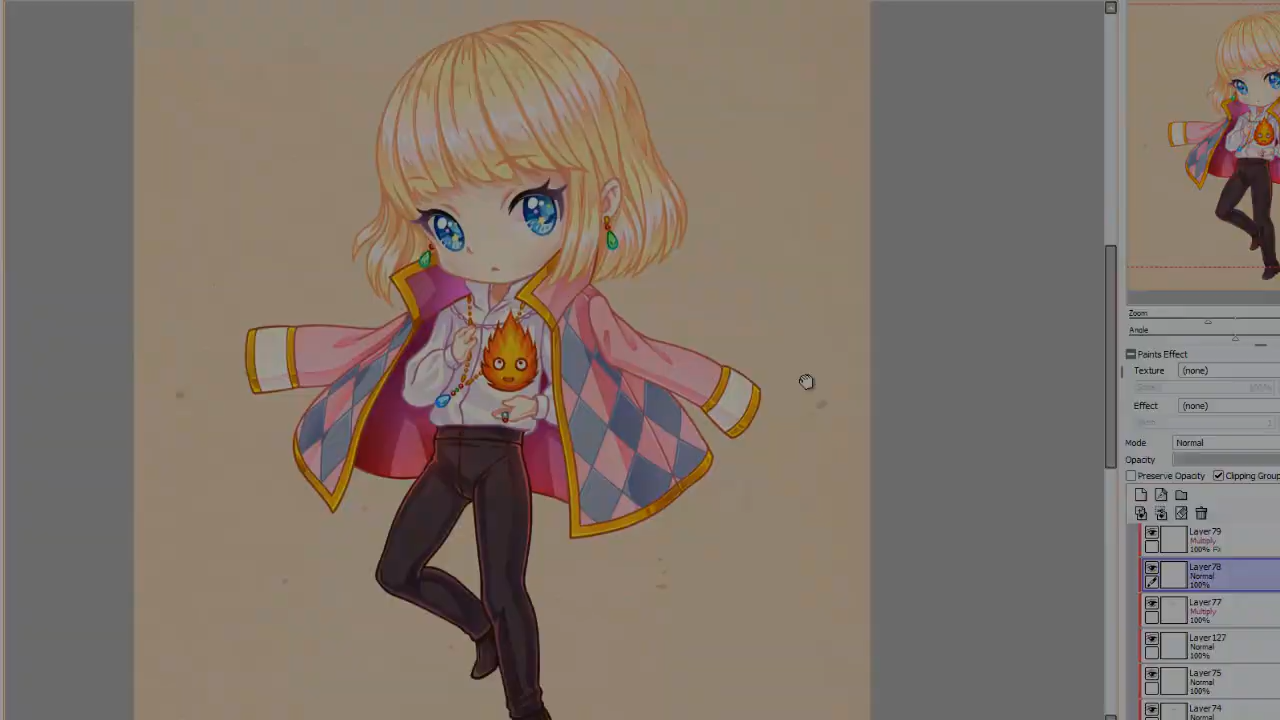 Zoom
Angle
Paints Effect
Texture (none)
Effect (none)
Mode Normal
Opacity
Preserve Opacity Clipping Group
Layer79
Multiply
100% Fx
Layer78
Normal
100%
Layer77
Multiply
100%
Layer127
Normal
100%
Layer75
Normal
100%
Layer74